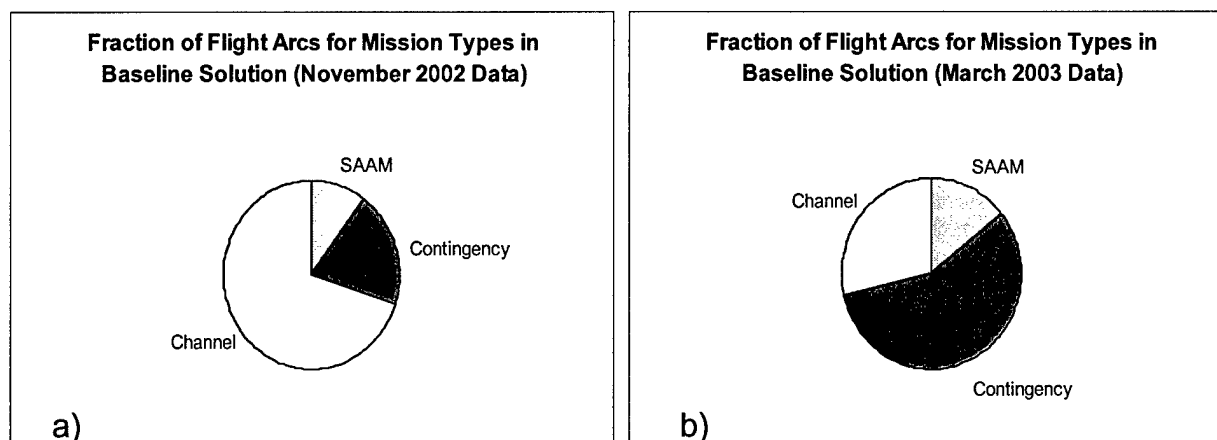 Fraction of Flight Arcs for Mission Types in
Baseline Solution (November 2002 Data)
SAAM
Contingency
Channel
a)
Fraction of Flight Arcs for Mission Types in
Baseline Solution (March 2003 Data)
SAAM
Channel
Contingency
b)